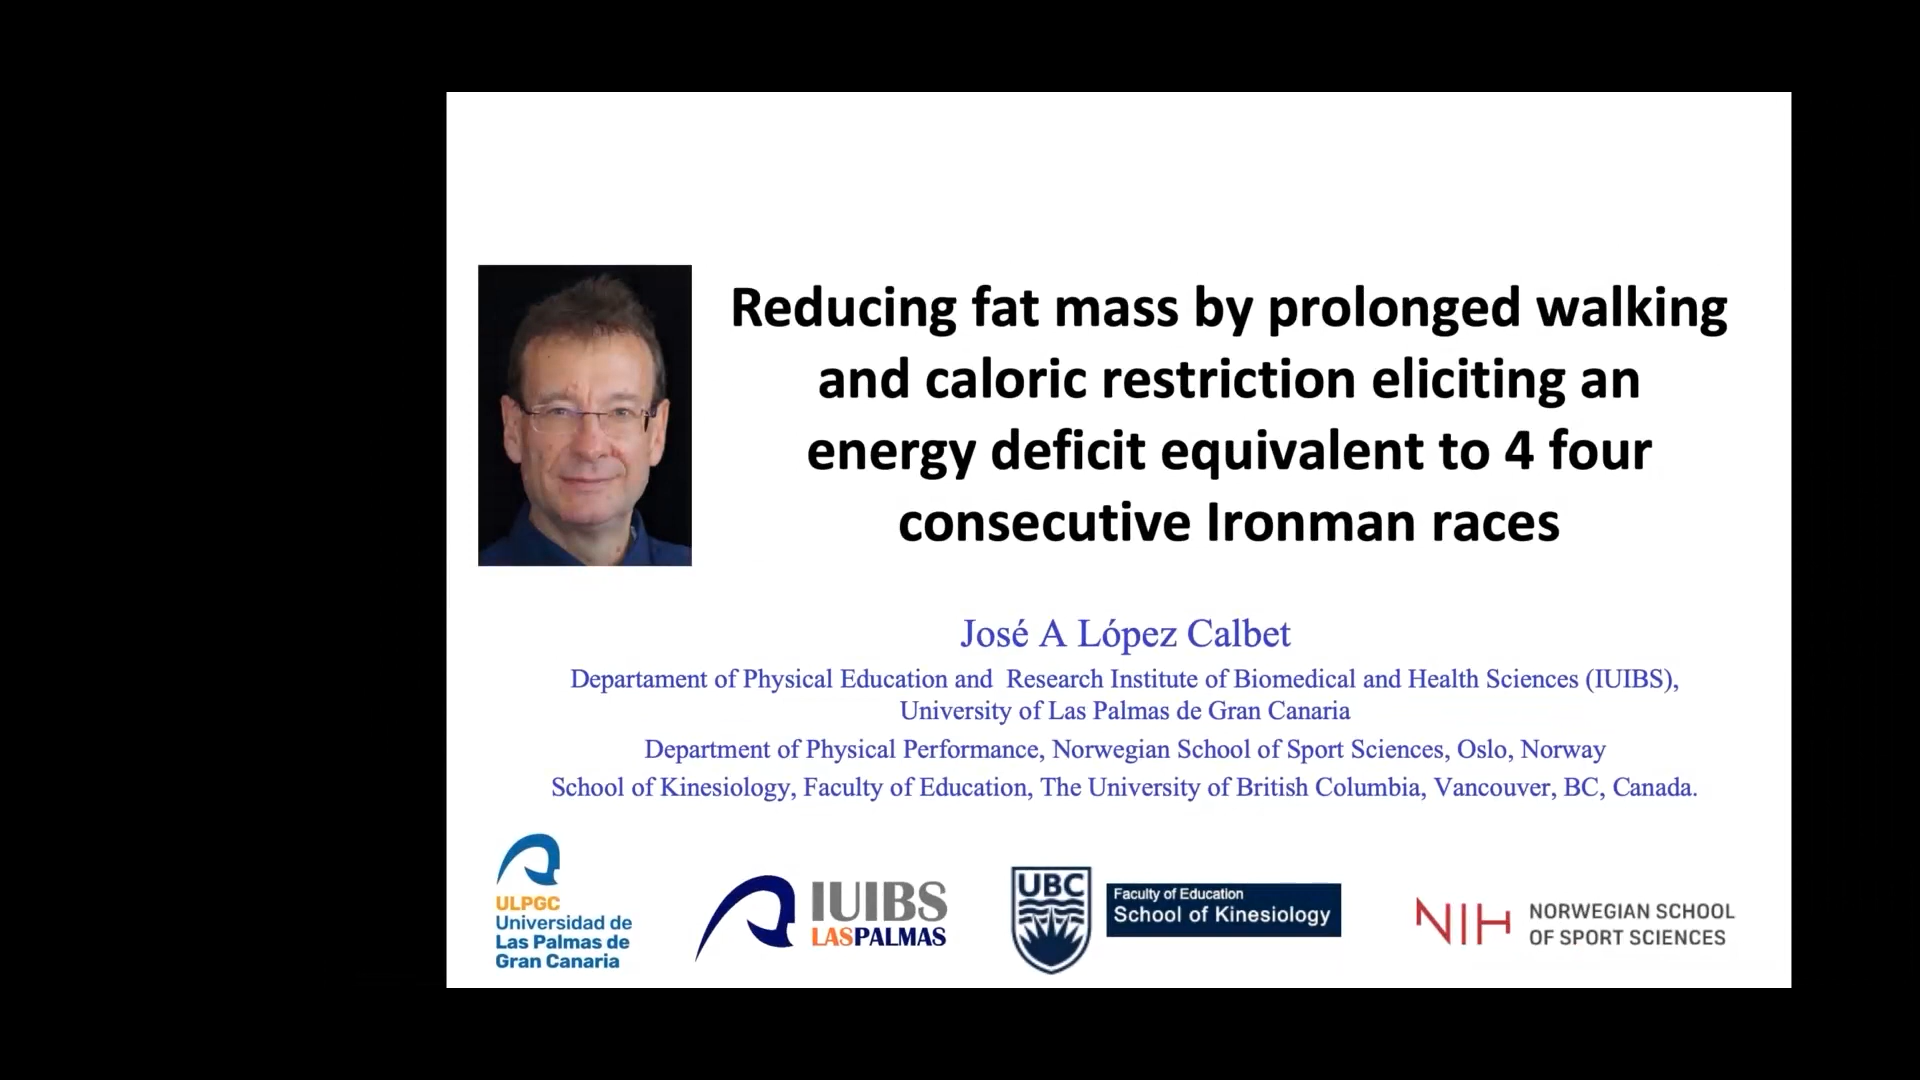 Reducing fat mass by prolonged walking
and caloric restriction eliciting an
energy deficit equivalent to 4 four
consecutive Ironman races
José A López Calbet
Departament of Physical Education and  Research Institute of Biomedical and Health Sciences (IUIBS),
University of Las Palmas de Gran Canaria
Department of Physical Performance, Norwegian School of Sport Sciences, Oslo, Norway
School of Kinesiology, Faculty of Education, The University of British Columbia, Vancouver, BC, Canada.
ULPGC
Universidad de
Las Palmas de
Gran Canaria
IUIBS
LASPALMAS
UBC
Faculty of Education
School of Kinesiology
NIH
NORWEGIAN SCHOOL
OF SPORT SCIENCES